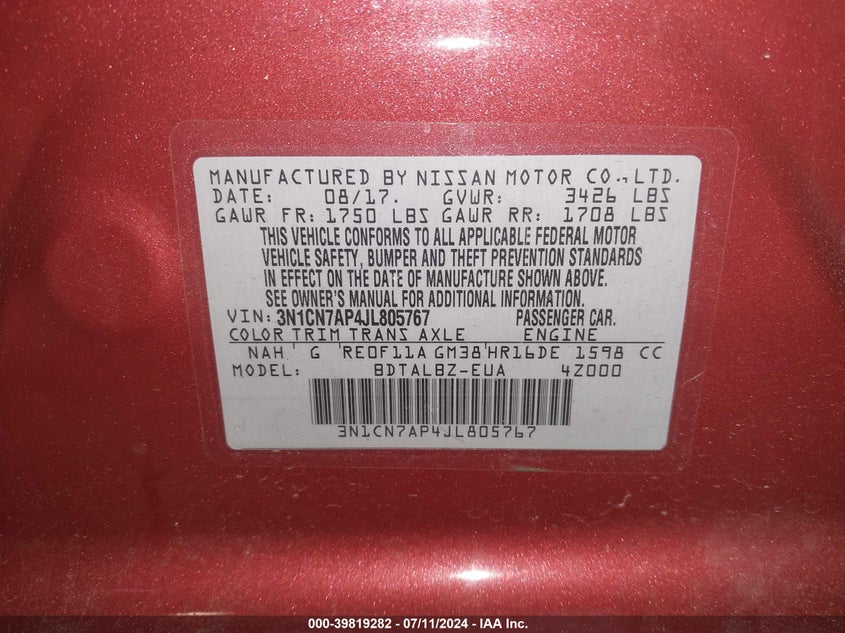 MANUFACTURED BY NISSAN MOTOR CO., LTD.
DATE: 08/17. GVWR: 3426 LBS
GAWR FR: 1750 LBS GAWR RR: 1708 LBS
THIS VEHICLE CONFORMS TO ALL APPLICABLE FEDERAL MOTOR
VEHICLE SAFETY, BUMPER AND THEFT PREVENTION STANDARDS
IN EFFECT ON THE DATE OF MANUFACTURE SHOWN ABOVE.
SEE OWNER'S MANUAL FOR ADDITIONAL INFORMATION.
VIN: 3N1CN7AP4JL805767 PASSENGER CAR.
COLOR TRIM TRANS AXLE ENGINE
NAH G RE0F11A GM38 HR16DE 1598 CC
MODEL: BDTALBZ-EUA 4Z000
3N1CN7AP4JL805767
000-39819282 - 07/11/2024 - IAA Inc.